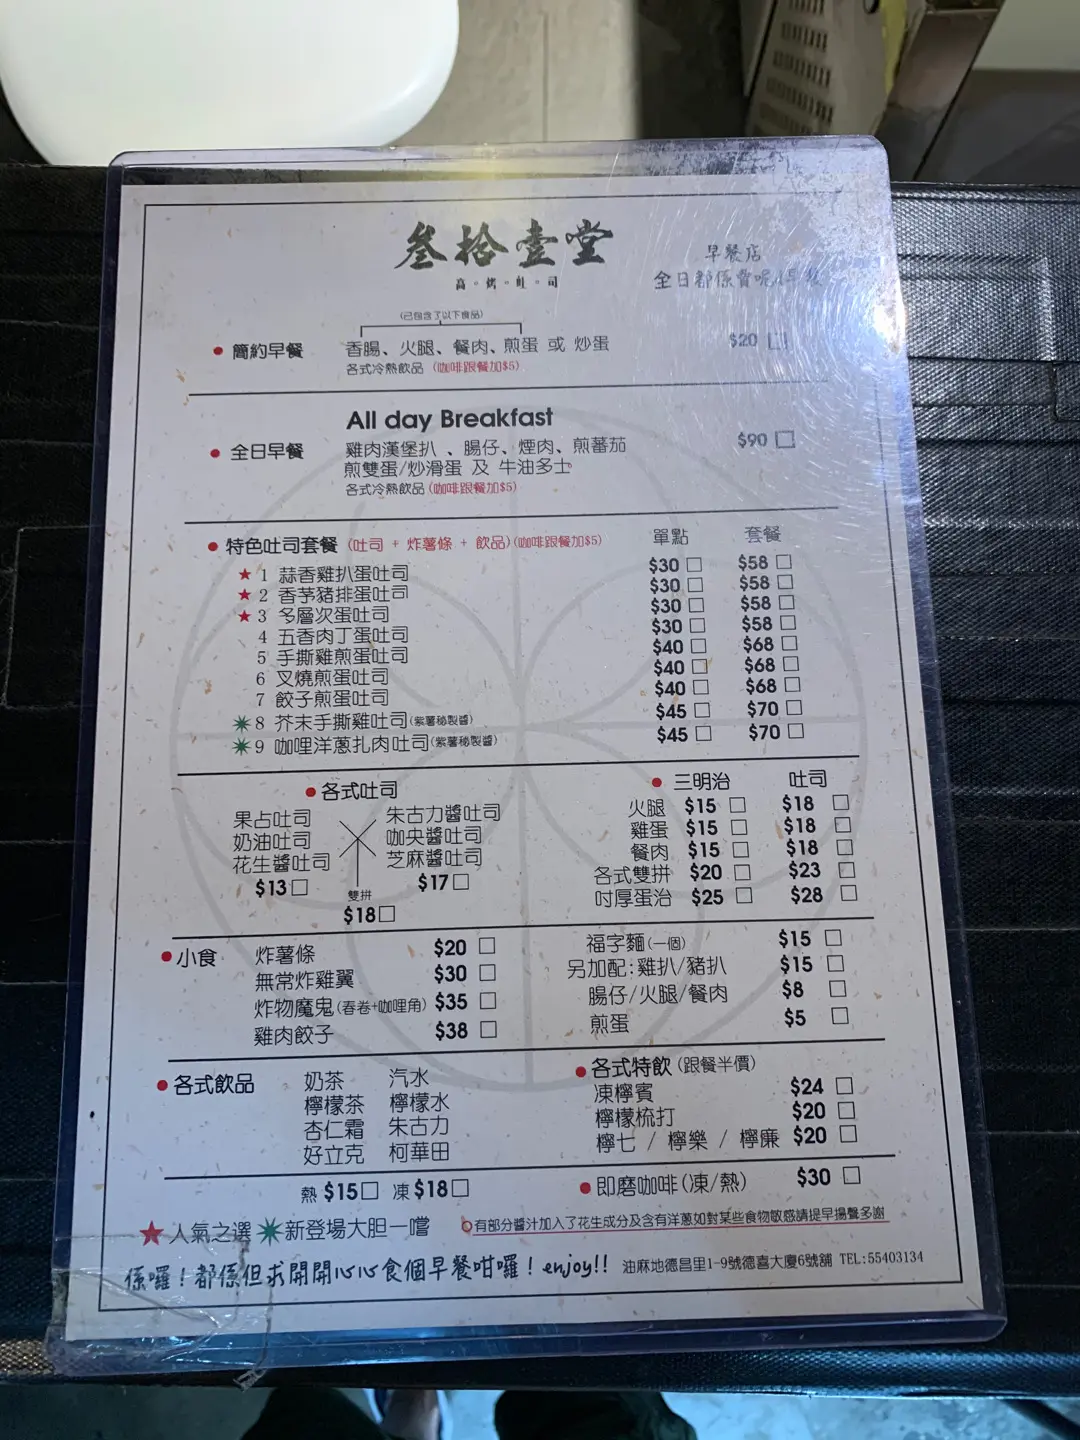 叁拾壹堂
高。烤。吐。司
早餐店
全日都係賣呢D早餐
(已包含了以下食品)
● 簡約早餐 香腸、火腿、餐肉、煎蛋 或 炒蛋 $20 □
各式冷熱飲品 (咖啡跟餐加$5)
All day Breakfast
● 全日早餐 雞肉漢堡扒 、腸仔、煙肉、煎蕃茄 $90 □
煎雙蛋/炒滑蛋 及 牛油多士
各式冷熱飲品 (咖啡跟餐加$5)
● 特色吐司套餐 (吐司 + 炸薯條 + 飲品)(咖啡跟餐加$5) 單點 套餐
★ 1 蒜香雞扒蛋吐司 $30 □ $58 □
★ 2 香茅豬排蛋吐司 $30 □ $58 □
★ 3 多層次蛋吐司 $30 □ $58 □
4 五香肉丁蛋吐司 $30 □ $58 □
5 手撕雞煎蛋吐司 $40 □ $68 □
6 叉燒煎蛋吐司 $40 □ $68 □
7 餃子煎蛋吐司 $40 □ $68 □
8 芥末手撕雞吐司(紫薯秘製醬) $45 □ $70 □
9 咖哩洋蔥扎肉吐司(紫薯秘製醬) $45 □ $70 □
● 各式吐司
果占吐司 朱古力醬吐司
奶油吐司 咖央醬吐司
花生醬吐司 芝麻醬吐司
$13 □ $17 □
雙拼
$18 □
● 三明治 吐司
火腿 $15 □ $18 □
雞蛋 $15 □ $18 □
餐肉 $15 □ $18 □
各式雙拼 $20 □ $23 □
吋厚蛋治 $25 □ $28 □
● 小食 炸薯條 $20 □
無常炸雞翼 $30 □
炸物魔鬼(春卷+咖哩角) $35 □
雞肉餃子 $38 □
福字麵(一個) $15 □
另加配:雞扒/豬扒 $15 □
腸仔/火腿/餐肉 $8 □
煎蛋 $5 □
● 各式飲品 奶茶 汽水
檸檬茶 檸檬水
杏仁霜 朱古力
好立克 柯華田
熱 $15 □ 凍 $18 □
● 各式特飲 (跟餐半價)
凍檸賓 $24 □
檸檬梳打 $20 □
檸七 / 檸樂 / 檸廉 $20 □
● 即磨咖啡(凍/熱) $30 □
★ 人氣之選 新登場大胆一嚐 有部分醬汁加入了花生成分及含有洋蔥如對某些食物敏感請提早揚聲多謝
係囉！都係但求開開心心食個早餐咁囉！enjoy!! 油麻地德昌里1-9號德喜大廈6號舖 TEL:55403134